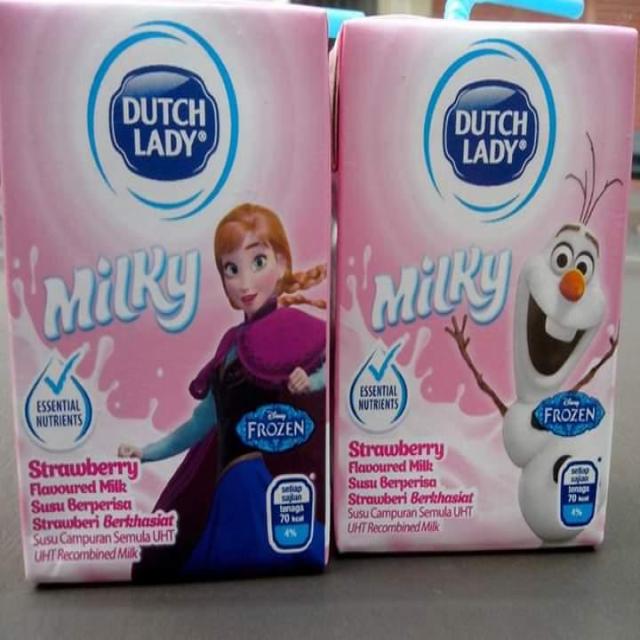 DUTCH
LADY®
Milky
ESSENTIAL
NUTRIENTS
Disney
FROZEN
Strawberry
Flavoured Milk
Susu Berperisa
Strawberi Berkhasiat
Susu Campuran Semula UHT
UHT Recombined Milk
setiap
sajian
tenaga
70 kcal
4%
DUTCH
LADY®
Milky
ESSENTIAL
NUTRIENTS
Disney
FROZEN
Strawberry
Flavoured Milk
Susu Berperisa
Strawberi Berkhasiat
Susu Campuran Semula UHT
UHT Recombined Milk
setiap
sajian
tenaga
70 kcal
4%